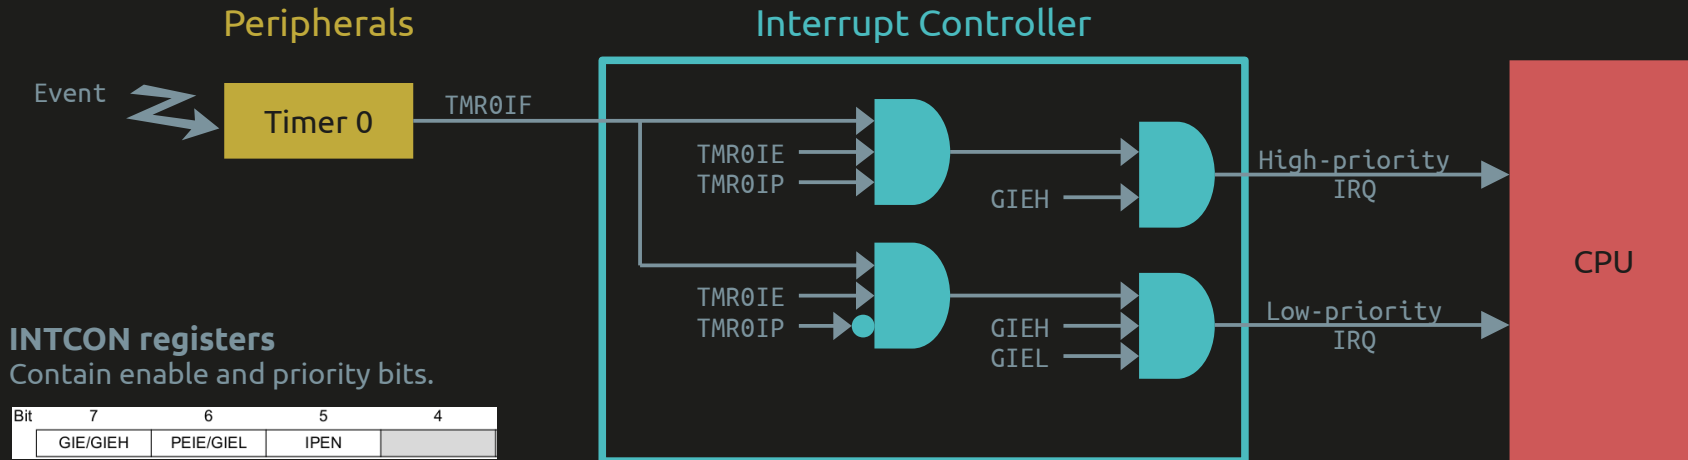 Peripherals
Interrupt Controller
Event
Timer 0
TMR0IF
TMR0IE
TMR0IP
GIEH
High-priority
IRQ
CPU
TMR0IE
TMR0IP
GIEH
GIEL
Low-priority
IRQ
INTCON registers
Contain enable and priority bits.
Bit 7 6 5 4
GIE/GIEH PEIE/GIEL IPEN